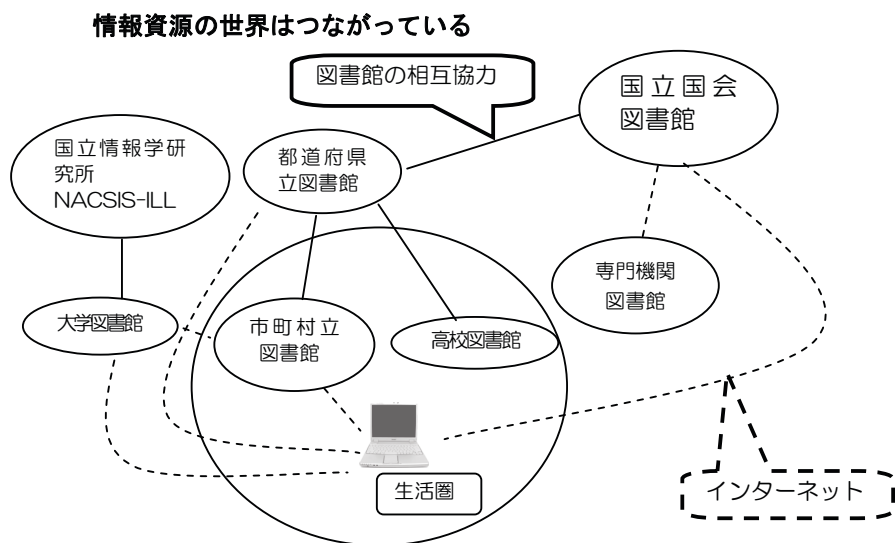 情報資源の世界はつながっている
図書館の相互協力
国立国会
図書館
国立情報学研
究所
NACSIS-ILL
都道府県
立図書館
専門機関
図書館
大学図書館
市町村立
図書館
高校図書館
生活圏
インターネット